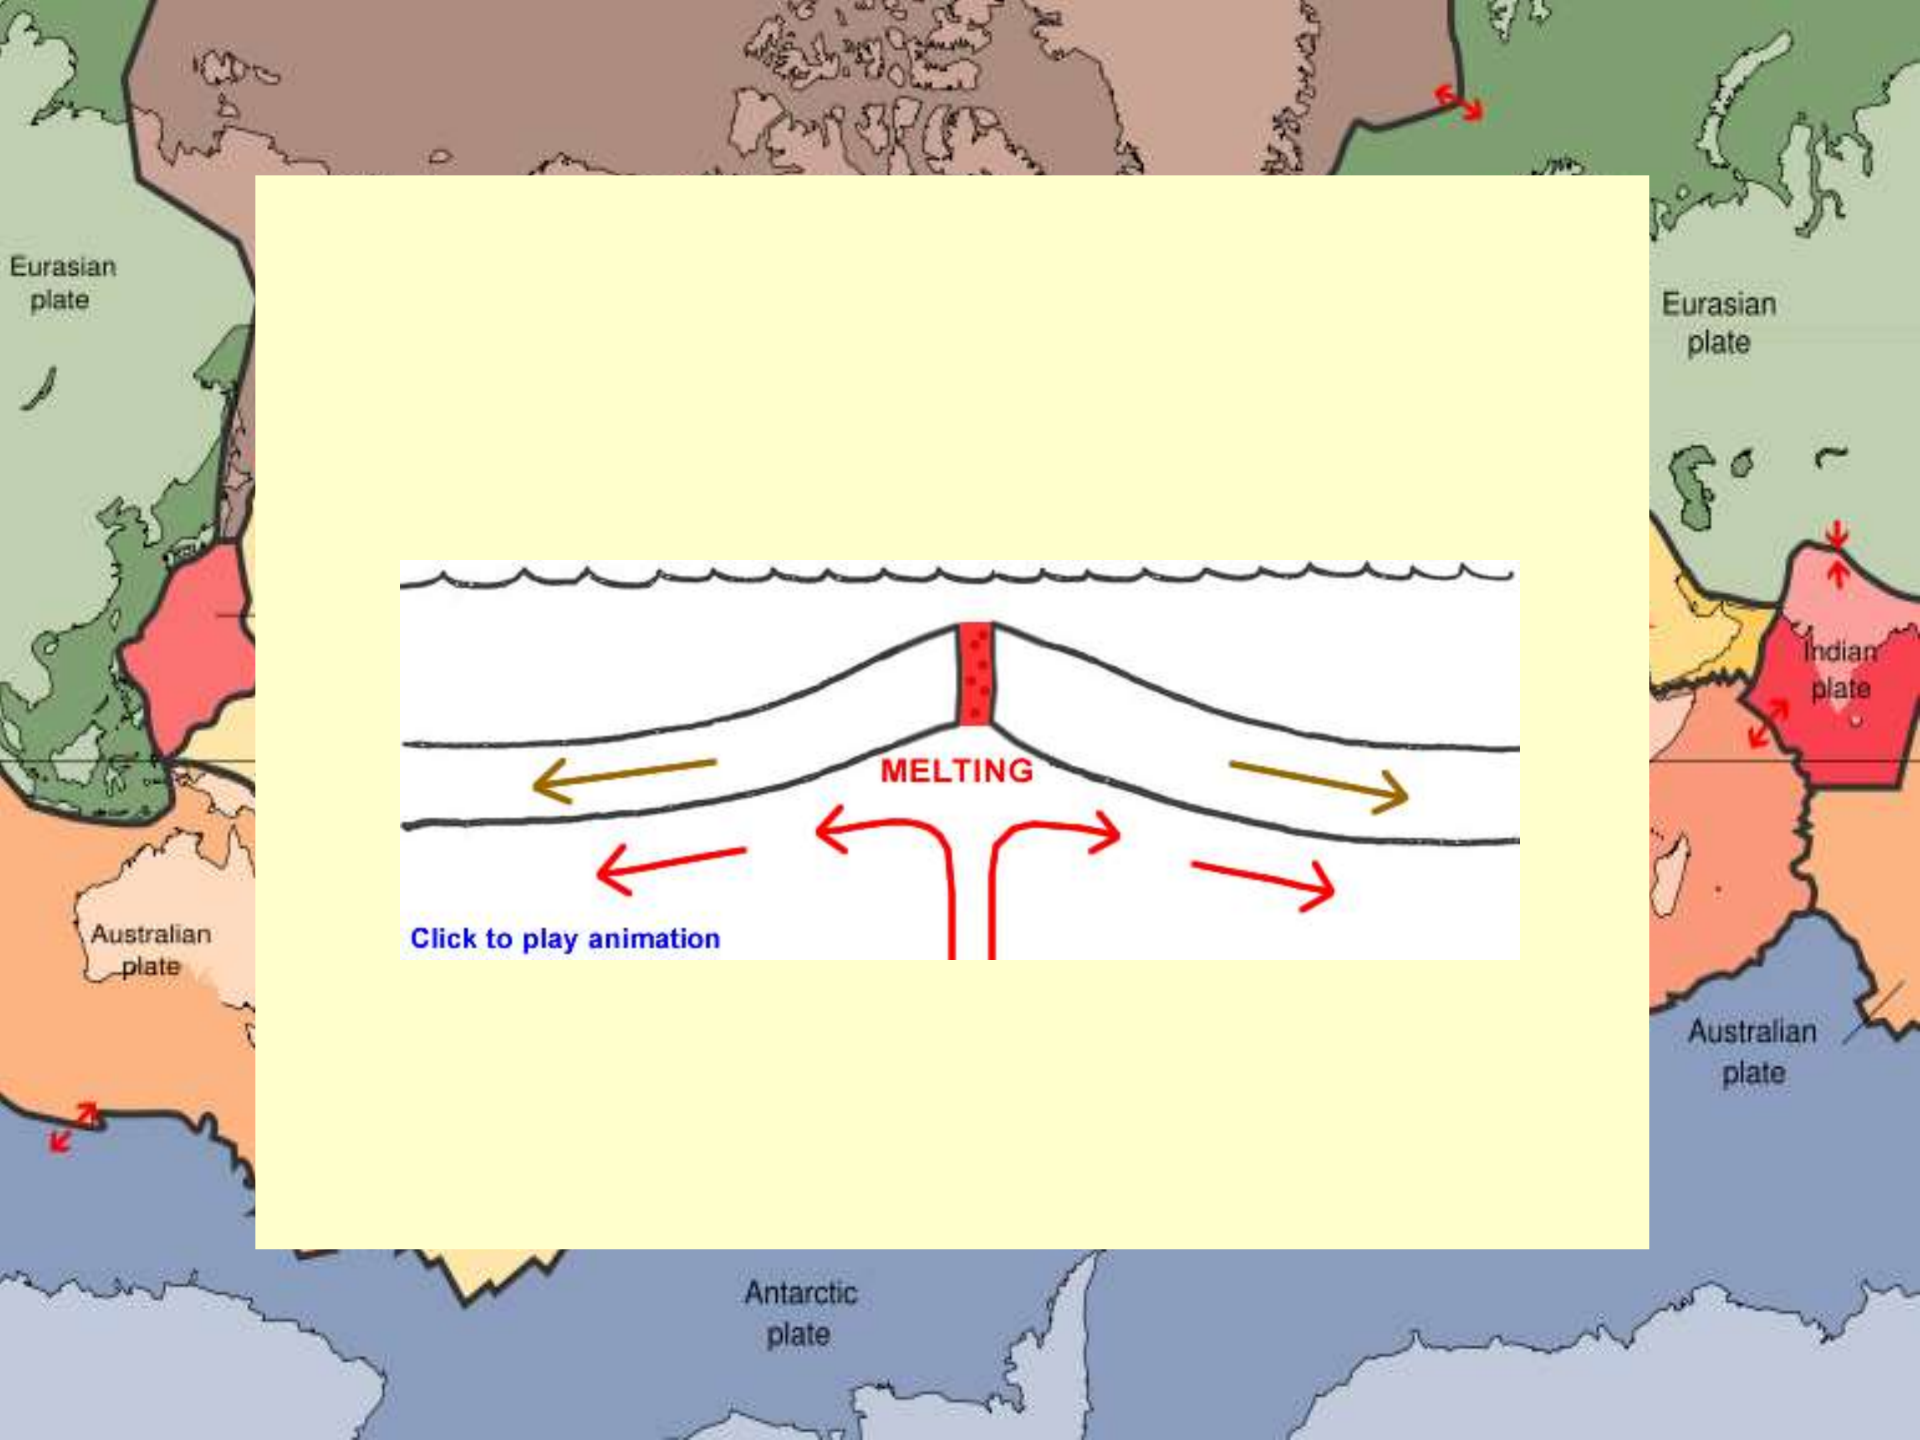 Eurasian
plate
Eurasian
plate
Indian
plate
MELTING
Click to play animation
Australian
plate
Australian
plate
Antarctic
plate